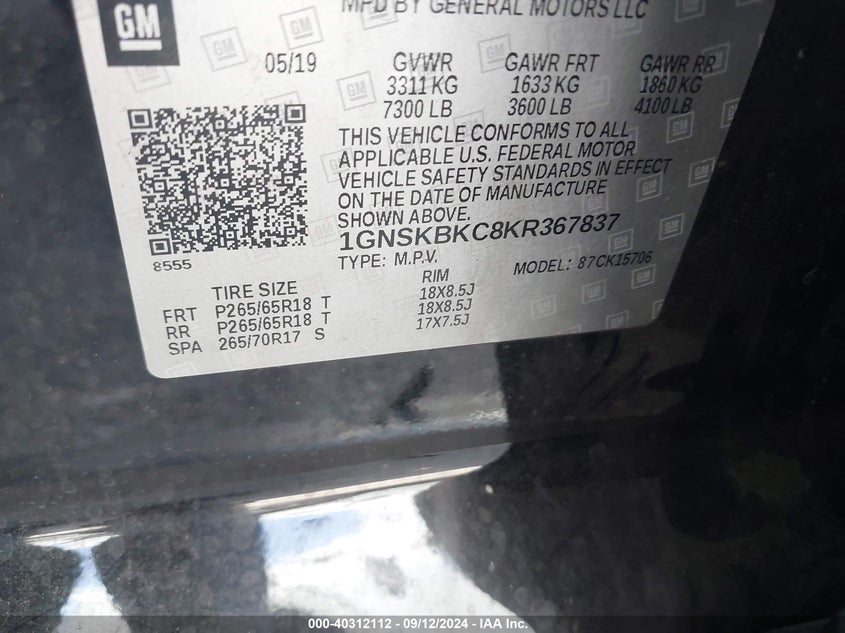 GM
MFD BY GENERAL MOTORS LLC
05/19 GVWR GAWR FRT GAWR RR
3311 KG 1633 KG 1860 KG
7300 LB 3600 LB 4100 LB
THIS VEHICLE CONFORMS TO ALL
APPLICABLE U.S. FEDERAL MOTOR
VEHICLE SAFETY STANDARDS IN EFFECT
ON THE DATE OF MANUFACTURE
SHOWN ABOVE.
1GNSKBKC8KR367837
8555
TYPE: M.P.V. MODEL: 87CK15706
TIRE SIZE RIM
FRT P265/65R18 T 18X8.5J
RR P265/65R18 T 18X8.5J
SPA 265/70R17 S 17X7.5J
000-40312112 - 09/12/2024 - IAA Inc.